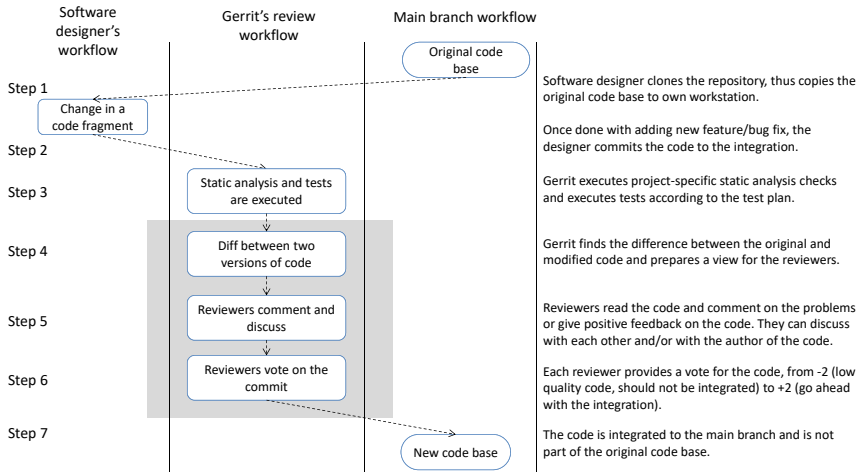 Software
designer's
workflow
Gerrit's review
workflow
Main branch workflow
Original code
base
Step 1
Software designer clones the repository, thus copies the
original code base to own workstation.
Change in a
code fragment
Step 2
Once done with adding new feature/bug fix, the
designer commits the code to the integration.
Step 3
Static analysis and tests
are executed
Gerrit executes project-specific static analysis checks
and executes tests according to the test plan.
Step 4
Diff between two
versions of code
Gerrit finds the difference between the original and
modified code and prepares a view for the reviewers.
Step 5
Reviewers comment and
discuss
Reviewers read the code and comment on the problems
or give positive feedback on the code. They can discuss
with each other and/or with the author of the code.
Step 6
Reviewers vote on the
commit
Each reviewer provides a vote for the code, from -2 (low
quality code, should not be integrated) to +2 (go ahead
with the integration).
Step 7
New code base
The code is integrated to the main branch and is not
part of the original code base.